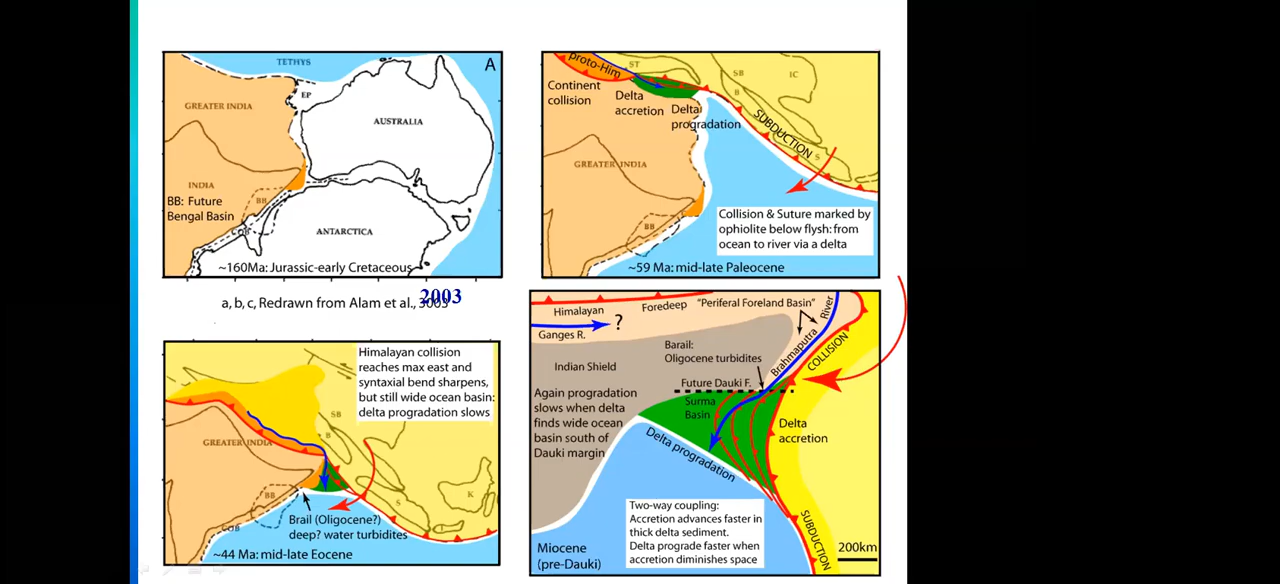 TETHYS
A
EP
GREATER INDIA
AUSTRALIA
INDIA
BB: Future
Bengal Basin
BB
COB
ANTARCTICA
~160Ma: Jurassic-early Cretaceous
a, b, c, Redrawn from Alam et al.,
2003
proto-Him
ST
SB
IC
B
Continent
collision
Delta
accretion
Delta
progradation
SUBDUCTION
S
GREATER INDIA
BB
Collision & Suture marked by
ophiolite below flysh: from
ocean to river via a delta
~59 Ma: mid-late Paleocene
Himalayan collision
reaches max east and
syntaxial bend sharpens,
but still wide ocean basin:
delta progradation slows
SB
B
GREATER INDIA
BB
S
K
COB
Brail (Oligocene?)
deep? water turbidites
~44 Ma: mid-late Eocene
Himalayan
Foredeep
"Periferal Foreland Basin"
River
Ganges R.
?
Brahmaputra
COLLISION
Barail:
Oligocene turbidites
Indian Shield
Future Dauki F.
Again progradation
slows when delta
finds wide ocean
basin south of
Dauki margin
Surma
Basin
Delta
accretion
Delta progradation
Two-way coupling:
Accretion advances faster in
thick delta sediment.
Delta prograde faster when
accretion diminishes space
SUBDUCTION
Miocene
(pre-Dauki)
200km